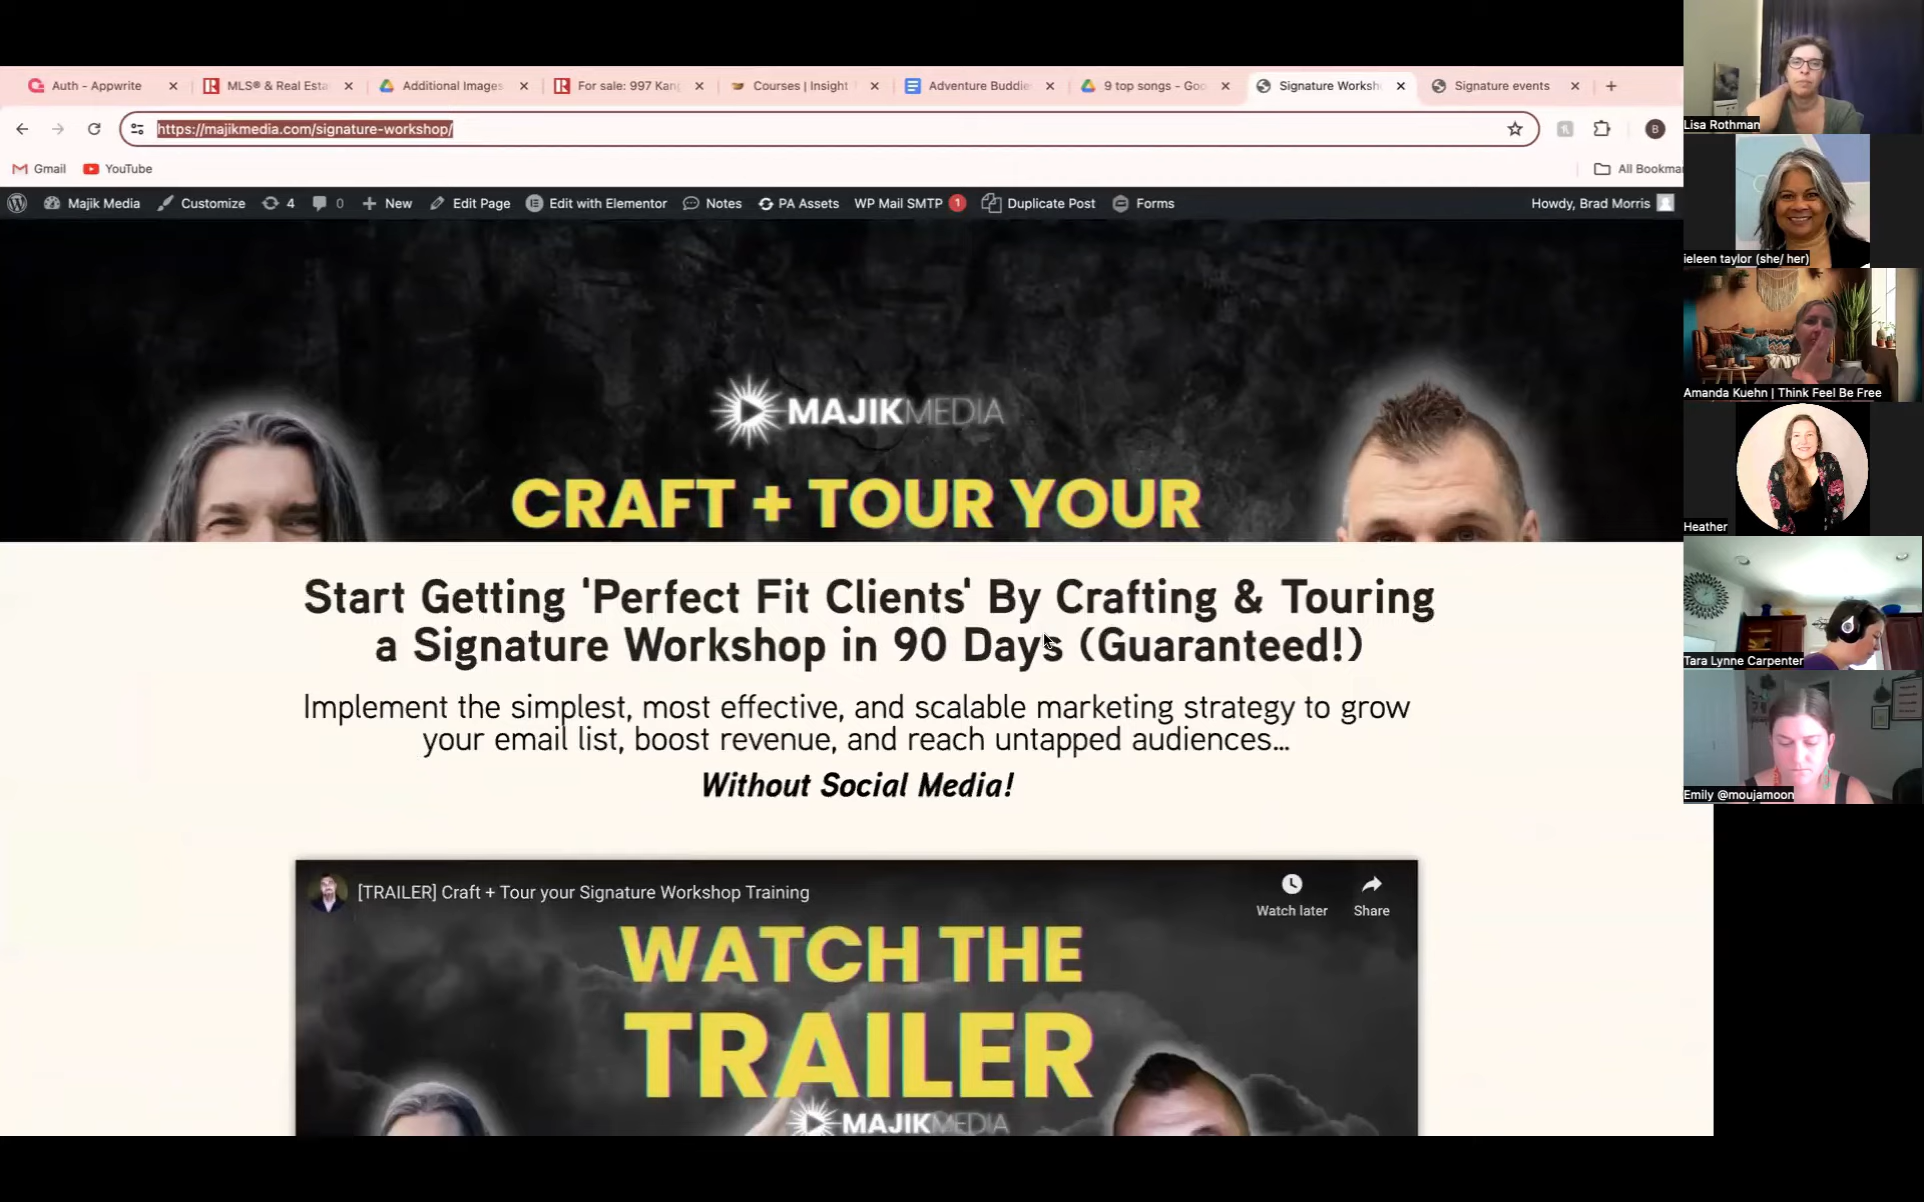 Auth - Appwrite
MLS® & Real Esta
Additional Images
For sale: 997 Kang
Courses | Insight
Adventure Buddie
9 top songs - Goo
Signature Worksh
Signature events
https://majikmedia.com/signature-workshop/
B
Gmail
YouTube
All Bookma
Majik Media
Customize
4
0
New
Edit Page
Edit with Elementor
Notes
PA Assets
WP Mail SMTP
1
Duplicate Post
Forms
Howdy, Brad Morris
MAJIKMEDIA
CRAFT + TOUR YOUR
Start Getting 'Perfect Fit Clients' By Crafting & Touring
a Signature Workshop in 90 Days (Guaranteed!)
Implement the simplest, most effective, and scalable marketing strategy to grow
your email list, boost revenue, and reach untapped audiences...
Without Social Media!
[TRAILER] Craft + Tour your Signature Workshop Training
Watch later
Share
WATCH THE
TRAILER
MAJIKMEDIA
Lisa Rothman
ieleen taylor (she/ her)
Amanda Kuehn | Think Feel Be Free
Heather
Tara Lynne Carpenter
Emily @moujamoon